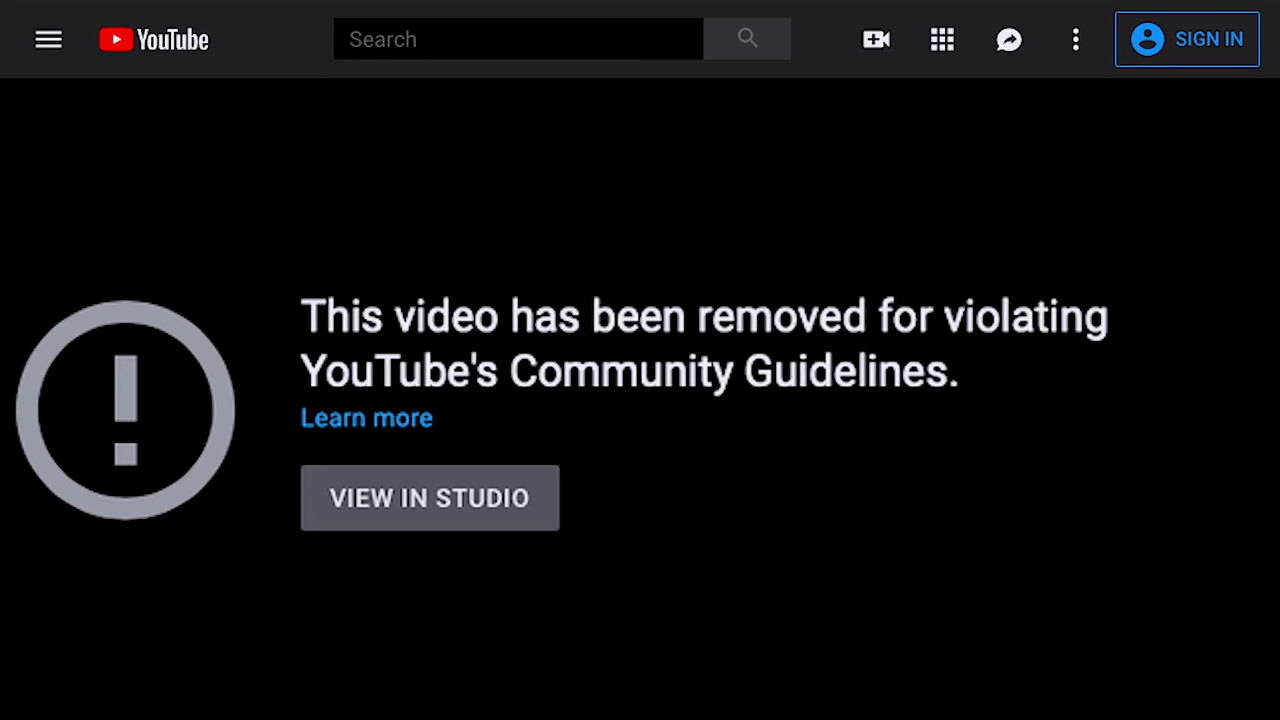 YouTube
Search
SIGN IN
This video has been removed for violating
YouTube's Community Guidelines.
Learn more
VIEW IN STUDIO